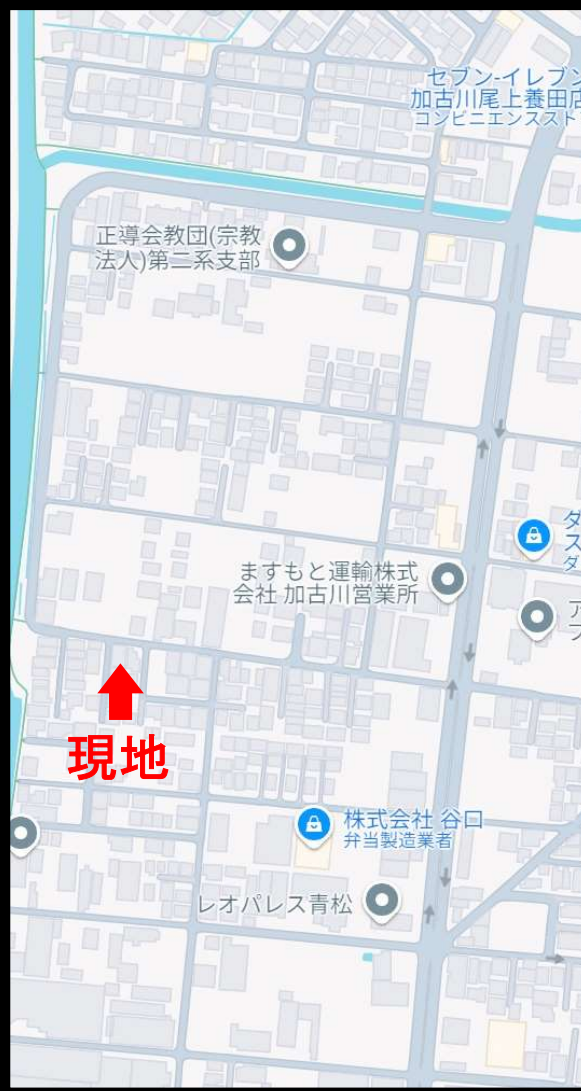 セブン-イレブン
加古川尾上養田店
コンビニエンススト
正導会教団(宗教
法人)第二系支部
タ
ス
ダ
ますもと運輸株式
会社 加古川営業所
ア
フ
現地
株式会社 谷口
弁当製造業者
レオパレス青松